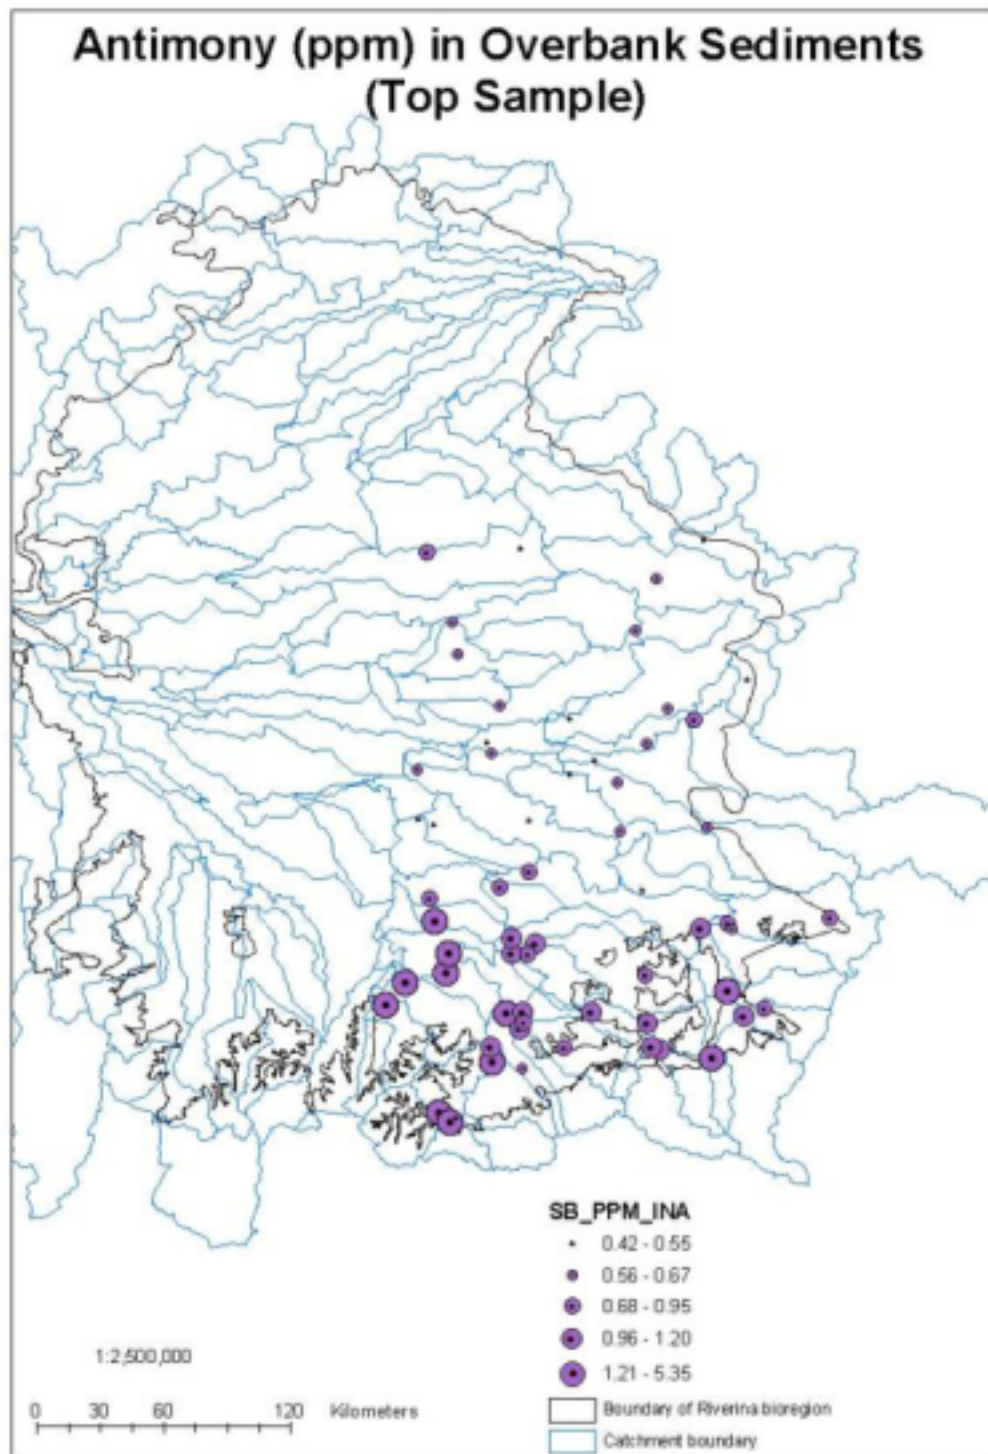 Antimony (ppm) in Overbank Sediments
(Top Sample)
SB_PPM_INA
0.42 - 0.55
0.56 - 0.67
0.68 - 0.95
0.96 - 1.20
1.21 - 5.35
Boundary of Riverina bioregion
Catchment boundary
1:2,500,000
0 30 60 120 Kilometers